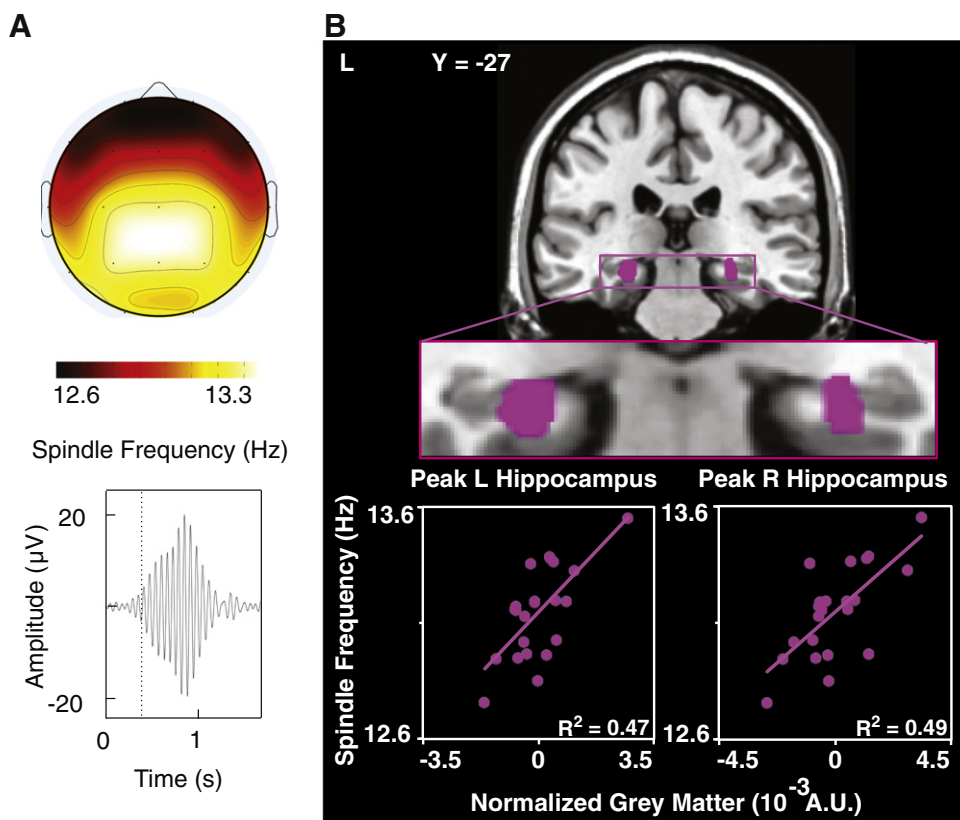 A
12.6 13.3
Spindle Frequency (Hz)
20
-20
Amplitude (µV)
0 1
Time (s)
B
L Y = -27
Peak L Hippocampus Peak R Hippocampus
Spindle Frequency (Hz)
13.6
12.6
R² = 0.47
-3.5 0 3.5
13.6
12.6
R² = 0.49
-4.5 0 4.5
Normalized Grey Matter (10⁻³A.U.)